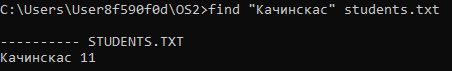 C:\Users\User8f590f0d\OS2>find "Качинскас" students.txt
---------- STUDENTS.TXT
Качинскас 11